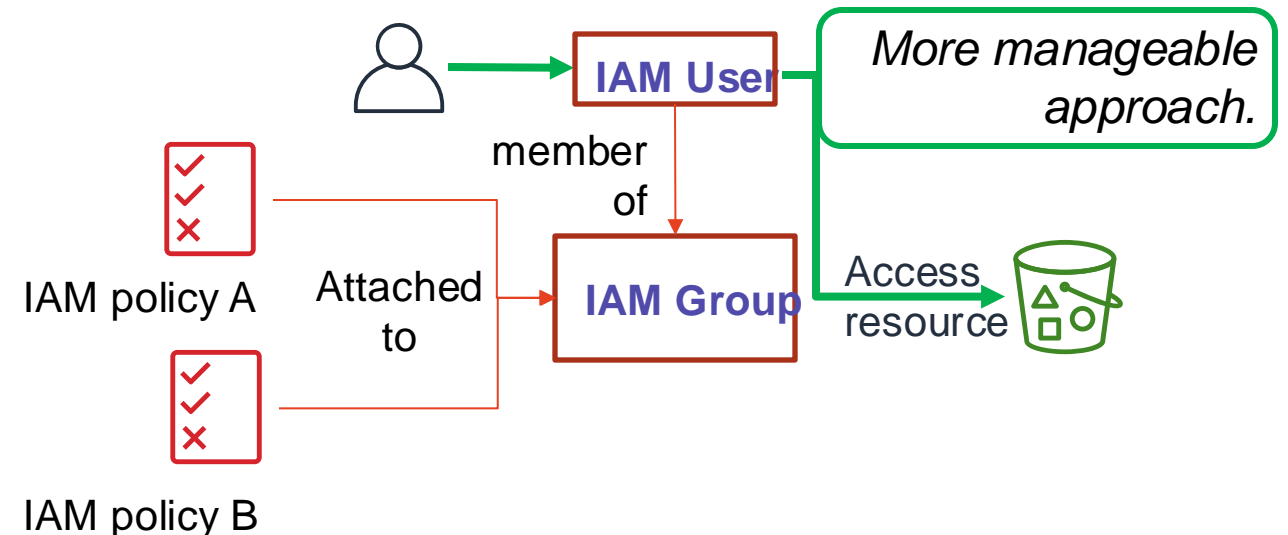 IAM User
More manageable
approach.
member
of
IAM policy A
Attached
to
IAM Group
Access
resource
IAM policy B